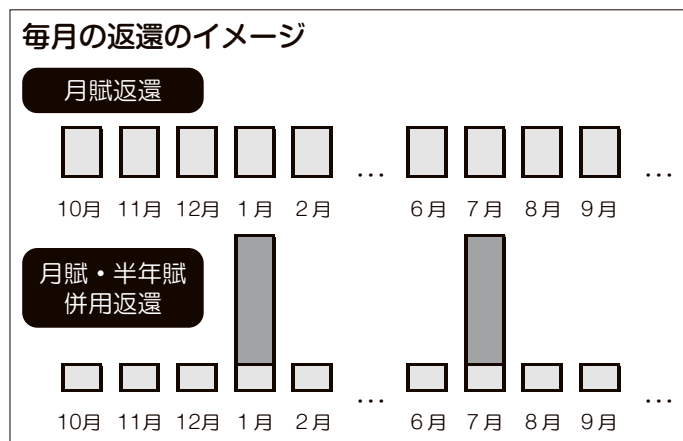 毎月の返還のイメージ
月賦返還
10月 11月 12月 1月 2月 … 6月 7月 8月 9月 …
月賦・半年賦
併用返還
10月 11月 12月 1月 2月 … 6月 7月 8月 9月 …